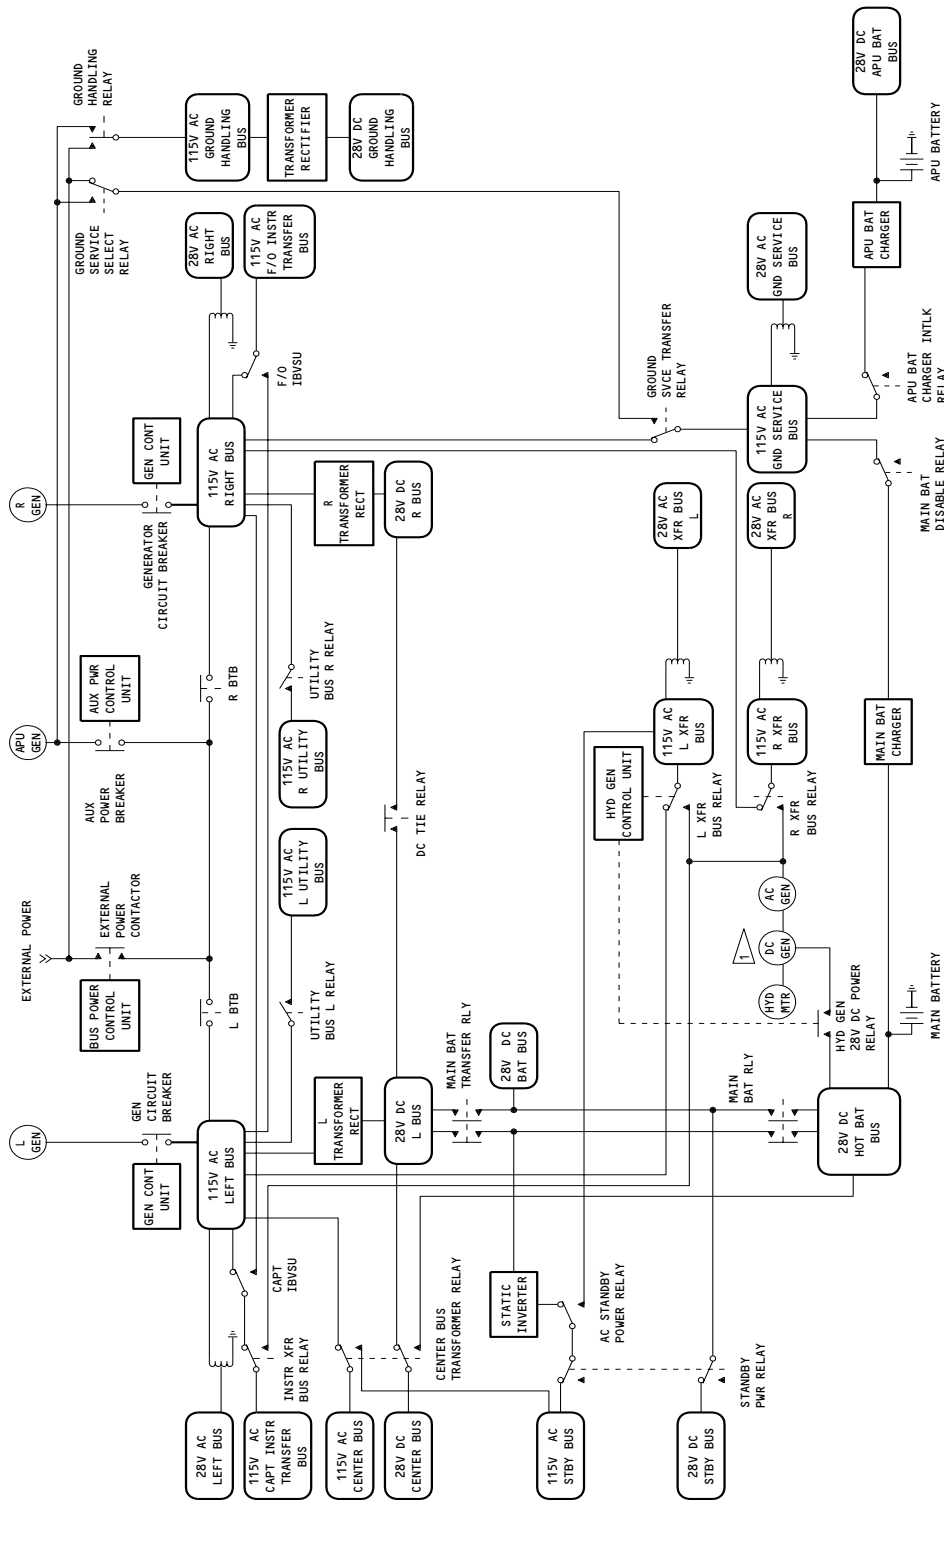 EXTERNAL POWER
L
GEN
APU
GEN
R
GEN
GROUND
HANDLING
RELAY
GROUND
SERVICE
SELECT
RELAY
BUS POWER
CONTROL
UNIT
EXTERNAL
POWER
CONTACTOR
AUX
POWER
BREAKER
AUX PWR
CONTROL
UNIT
GEN
CIRCUIT
BREAKER
GEN CONT
UNIT
GENERATOR
CIRCUIT BREAKER
GEN CONT
UNIT
115V AC
GROUND
HANDLING
BUS
TRANSFORMER
RECTIFIER
28V DC
GROUND
HANDLING
BUS
28V AC
LEFT BUS
115V AC
LEFT BUS
L BTB
R BTB
115V AC
RIGHT BUS
28V AC
RIGHT
BUS
115V AC
F/O INSTR
TRANSFER
BUS
115V AC
CAPT INSTR
TRANSFER
BUS
INSTR XFR
BUS RELAY
CAPT
IBVSU
UTILITY
BUS L RELAY
115V AC
L UTILITY
BUS
115V AC
R UTILITY
BUS
UTILITY
BUS R RELAY
F/O
IBVSU
115V AC
CENTER BUS
L
TRANSFORMER
RECT
R
TRANSFORMER
RECT
28V DC
CENTER BUS
CENTER BUS
TRANSFORMER RELAY
28V DC
L BUS
DC TIE RELAY
28V DC
R BUS
MAIN BAT
TRANSFER RLY
28V DC
BAT BUS
STATIC
INVERTER
115V AC
STBY BUS
AC STANDBY
POWER RELAY
HYD GEN
CONTROL UNIT
115V AC
L XFR
BUS
28V AC
XFR BUS
L
GROUND
SVCE TRANSFER
RELAY
28V DC
STBY BUS
STANDBY
PWR RELAY
MAIN
BAT RLY
L XFR
BUS RELAY
1
HYD
MTR
DC
GEN
AC
GEN
R XFR
BUS RELAY
115V AC
R XFR
BUS
28V AC
XFR BUS
R
115V AC
GND SERVICE
BUS
28V AC
GND SERVICE
BUS
28V DC
HOT BAT
BUS
HYD GEN
28V DC POWER
RELAY
MAIN BATTERY
MAIN BAT
CHARGER
MAIN BAT
DISABLE RELAY
APU BAT
CHARGER INTLK
RELAY
APU BAT
CHARGER
APU BATTERY
28V DC
APU BAT
BUS